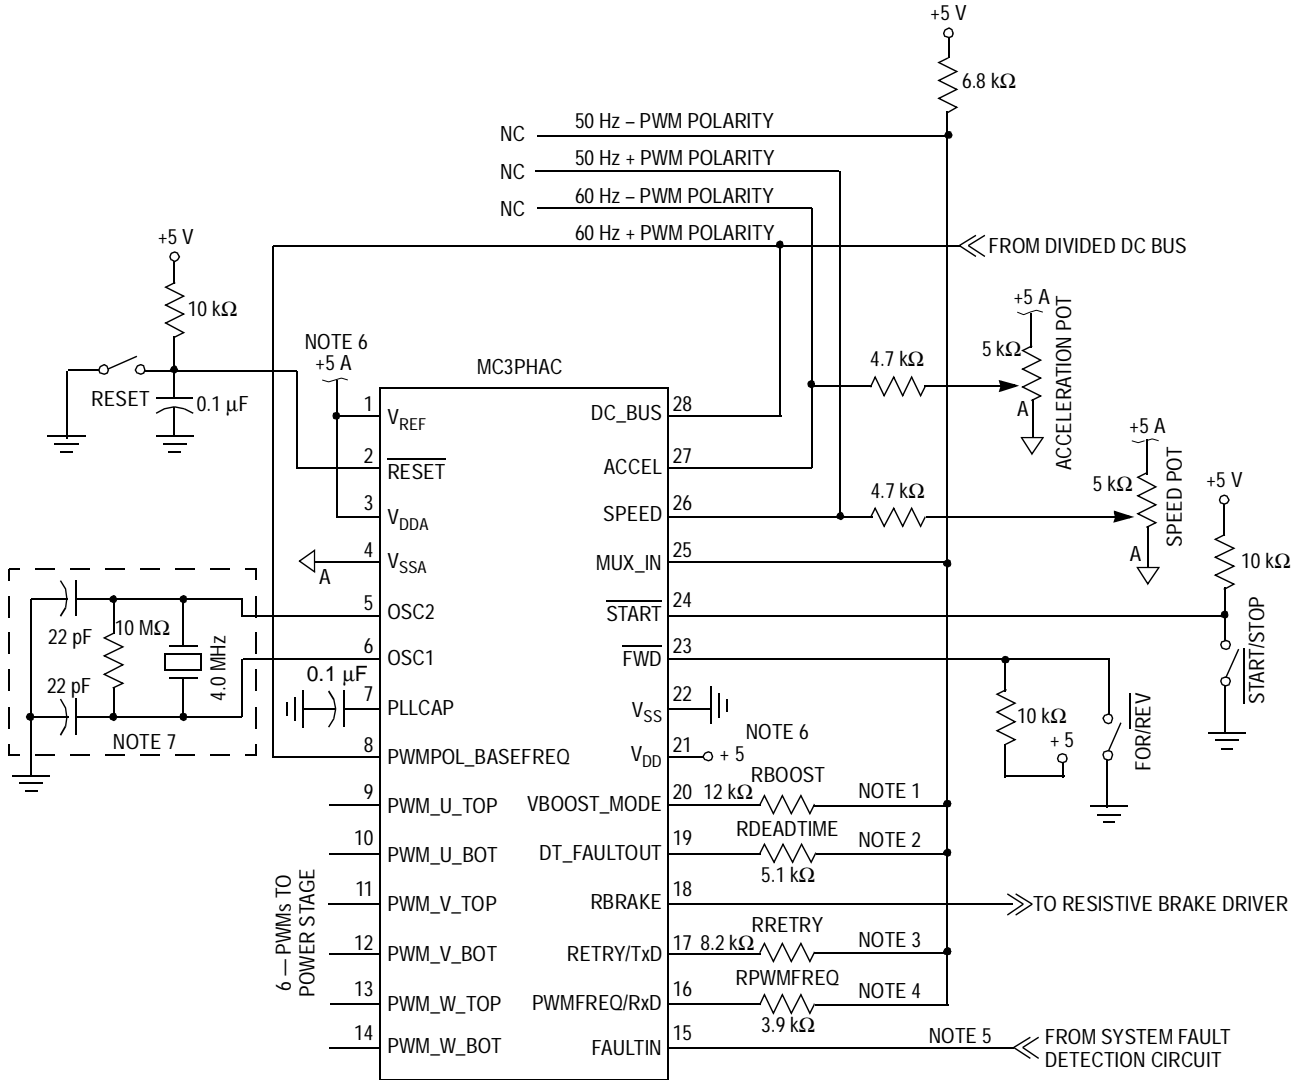 +5 V
6.8 kΩ
NC 50 Hz – PWM POLARITY
NC 50 Hz + PWM POLARITY
NC 60 Hz – PWM POLARITY
60 Hz + PWM POLARITY
FROM DIVIDED DC BUS
+5 V
10 kΩ
RESET
0.1 µF
NOTE 6
+5 A
MC3PHAC
4.7 kΩ
5 kΩ
+5 A
A
ACCELERATION POT
4.7 kΩ
5 kΩ
+5 A
A
SPEED POT
+5 V
10 kΩ
START/STOP
1 VREF
2 RESET
3 VDDA
4 VSSA
A
5 OSC2
6 OSC1
7 PLLCAP
8 PWMPOL_BASEFREQ
9 PWM_U_TOP
10 PWM_U_BOT
11 PWM_V_TOP
12 PWM_V_BOT
13 PWM_W_TOP
14 PWM_W_BOT
22 pF
10 MΩ
4.0 MHz
22 pF
NOTE 7
0.1 µF
6 — PWMs TO
POWER STAGE
DC_BUS 28
ACCEL 27
SPEED 26
MUX_IN 25
START 24
FWD 23
VSS 22
VDD 21 + 5
NOTE 6
10 kΩ
+ 5
FOR/REV
RBOOST
VBOOST_MODE 20 12 kΩ NOTE 1
RDEADTIME
DT_FAULTOUT 19 NOTE 2
5.1 kΩ
RBRAKE 18 TO RESISTIVE BRAKE DRIVER
RRETRY
RETRY/TxD 17 8.2 kΩ NOTE 3
RPWMFREQ
PWMFREQ/RxD 16 NOTE 4
3.9 kΩ
FAULTIN 15 NOTE 5 FROM SYSTEM FAULT
DETECTION CIRCUIT